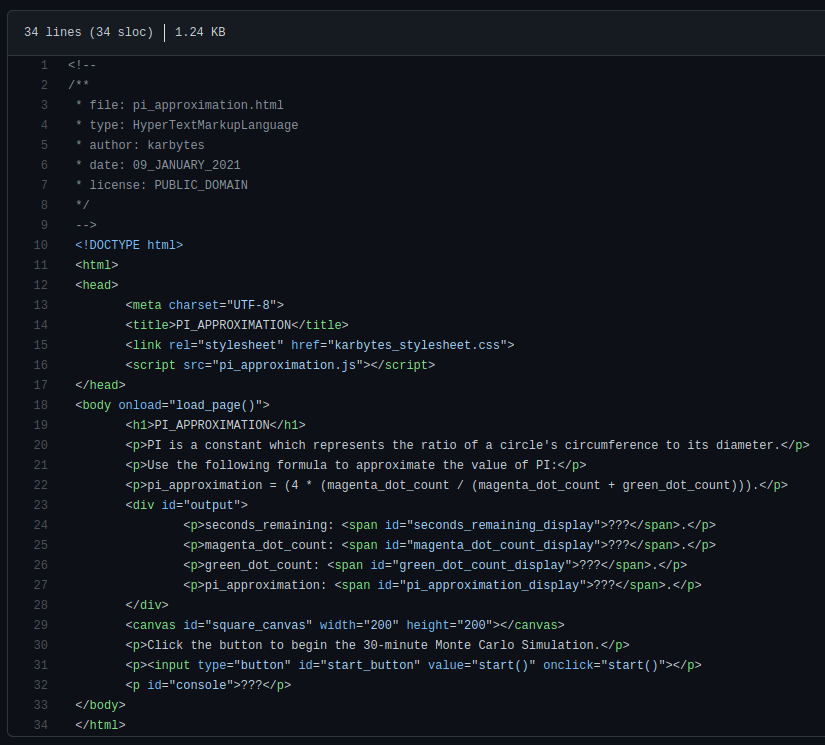 34 lines (34 sloc) | 1.24 KB
1 <!--
2 /**
3  * file: pi_approximation.html
4  * type: HyperTextMarkupLanguage
5  * author: karbytes
6  * date: 09_JANUARY_2021
7  * license: PUBLIC_DOMAIN
8  */
9  -->
10  <!DOCTYPE html>
11  <html>
12  <head>
13         <meta charset="UTF-8">
14         <title>PI_APPROXIMATION</title>
15         <link rel="stylesheet" href="karbytes_stylesheet.css">
16         <script src="pi_approximation.js"></script>
17  </head>
18  <body onload="load_page()">
19         <h1>PI_APPROXIMATION</h1>
20         <p>PI is a constant which represents the ratio of a circle's circumference to its diameter.</p>
21         <p>Use the following formula to approximate the value of PI:</p>
22         <p>pi_approximation = (4 * (magenta_dot_count / (magenta_dot_count + green_dot_count))).</p>
23         <div id="output">
24                 <p>seconds_remaining: <span id="seconds_remaining_display">???</span>.</p>
25                 <p>magenta_dot_count: <span id="magenta_dot_count_display">???</span>.</p>
26                 <p>green_dot_count: <span id="green_dot_count_display">???</span>.</p>
27                 <p>pi_approximation: <span id="pi_approximation_display">???</span>.</p>
28         </div>
29         <canvas id="square_canvas" width="200" height="200"></canvas>
30         <p>Click the button to begin the 30-minute Monte Carlo Simulation.</p>
31         <p><input type="button" id="start_button" value="start()" onclick="start()"></p>
32         <p id="console">???</p>
33  </body>
34  </html>